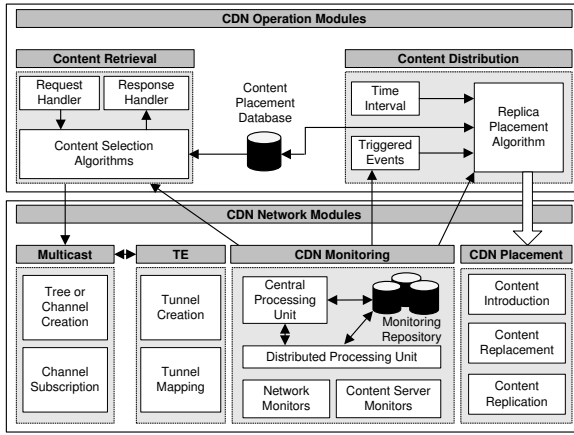 CDN Operation Modules
Content Retrieval
Request
Handler
Response
Handler
Content Selection
Algorithms
Content
Placement
Database
Content Distribution
Time
Interval
Triggered
Events
Replica
Placement
Algorithm
CDN Network Modules
Multicast
Tree or
Channel
Creation
Channel
Subscription
TE
Tunnel
Creation
Tunnel
Mapping
CDN Monitoring
Central
Processing
Unit
Monitoring
Repository
Distributed Processing Unit
Network
Monitors
Content Server
Monitors
CDN Placement
Content
Introduction
Content
Replacement
Content
Replication